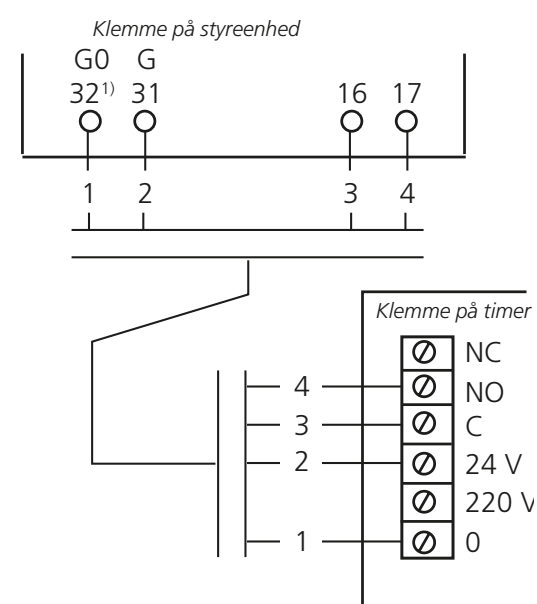 Klemme på styreenhed
G0 G
32¹⁾ 31 16 17
1 2 3 4
Klemme på timer
NC
4 NO
3 C
2 24 V
220 V
1 0